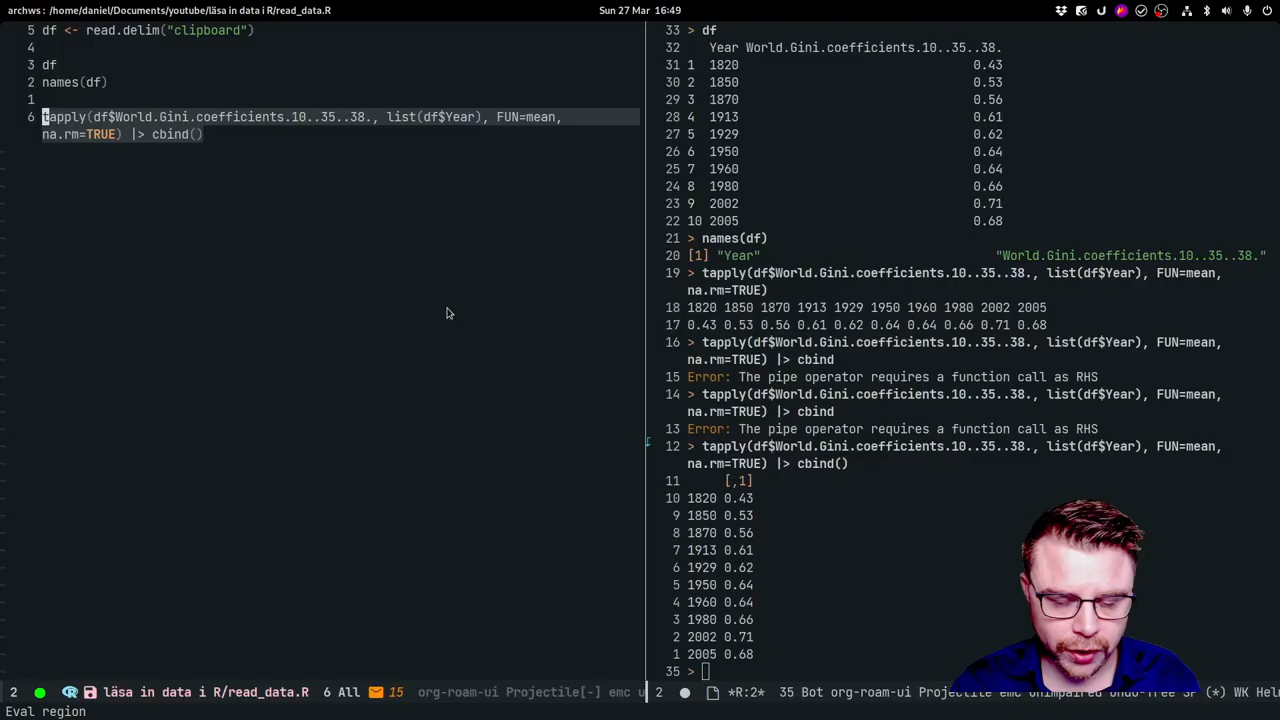 archws : /home/daniel/Documents/youtube/läsa in data i R/read_data.R
Sun 27 Mar 16:49
5 df <- read.delim("clipboard")
4
3 df
2 names(df)
1
6 tapply(df$World.Gini.coefficients.10..35..38., list(df$Year), FUN=mean,
na.rm=TRUE) |> cbind()
33 > df
32 Year World.Gini.coefficients.10..35..38.
31 1 1820 0.43
30 2 1850 0.53
29 3 1870 0.56
28 4 1913 0.61
27 5 1929 0.62
26 6 1950 0.64
25 7 1960 0.64
24 8 1980 0.66
23 9 2002 0.71
22 10 2005 0.68
21 > names(df)
20 [1] "Year" "World.Gini.coefficients.10..35..38."
19 > tapply(df$World.Gini.coefficients.10..35..38., list(df$Year), FUN=mean,
na.rm=TRUE)
18 1820 1850 1870 1913 1929 1950 1960 1980 2002 2005
17 0.43 0.53 0.56 0.61 0.62 0.64 0.64 0.66 0.71 0.68
16 > tapply(df$World.Gini.coefficients.10..35..38., list(df$Year), FUN=mean,
na.rm=TRUE) |> cbind
15 Error: The pipe operator requires a function call as RHS
14 > tapply(df$World.Gini.coefficients.10..35..38., list(df$Year), FUN=mean,
na.rm=TRUE) |> cbind
13 Error: The pipe operator requires a function call as RHS
12 > tapply(df$World.Gini.coefficients.10..35..38., list(df$Year), FUN=mean,
na.rm=TRUE) |> cbind()
11 [,1]
10 1820 0.43
9 1850 0.53
8 1870 0.56
7 1913 0.61
6 1929 0.62
5 1950 0.64
4 1960 0.64
3 1980 0.66
2 2002 0.71
1 2005 0.68
35 >
2 läsa in data i R/read_data.R 6 All 15 org-roam-ui Projectile[-] emc u
2 *R:2* 35 Bot org-roam-ui Projectile emc unimpaired Undo-Tree SP (*) WK Hel
Eval region